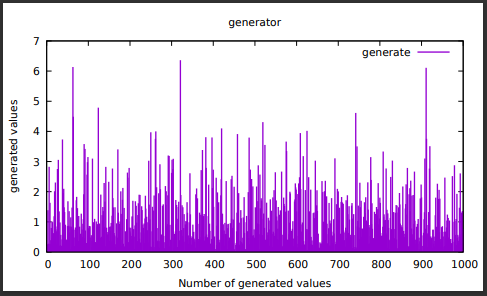 generator
generate
7
6
5
4
3
2
1
0
generated values
0 100 200 300 400 500 600 700 800 900 1000
Number of generated values